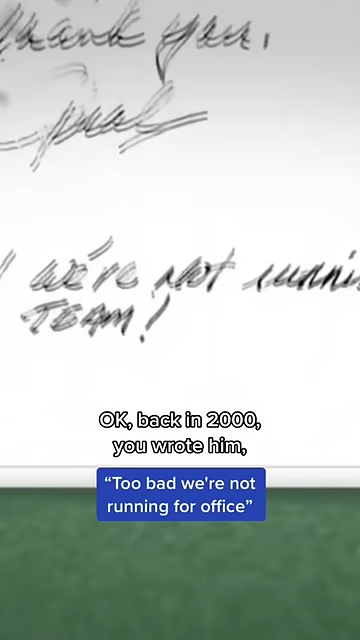 Thank you,
we're not runnin
TEAM!
OK, back in 2000,
you wrote him,
“Too bad we're not
running for office”